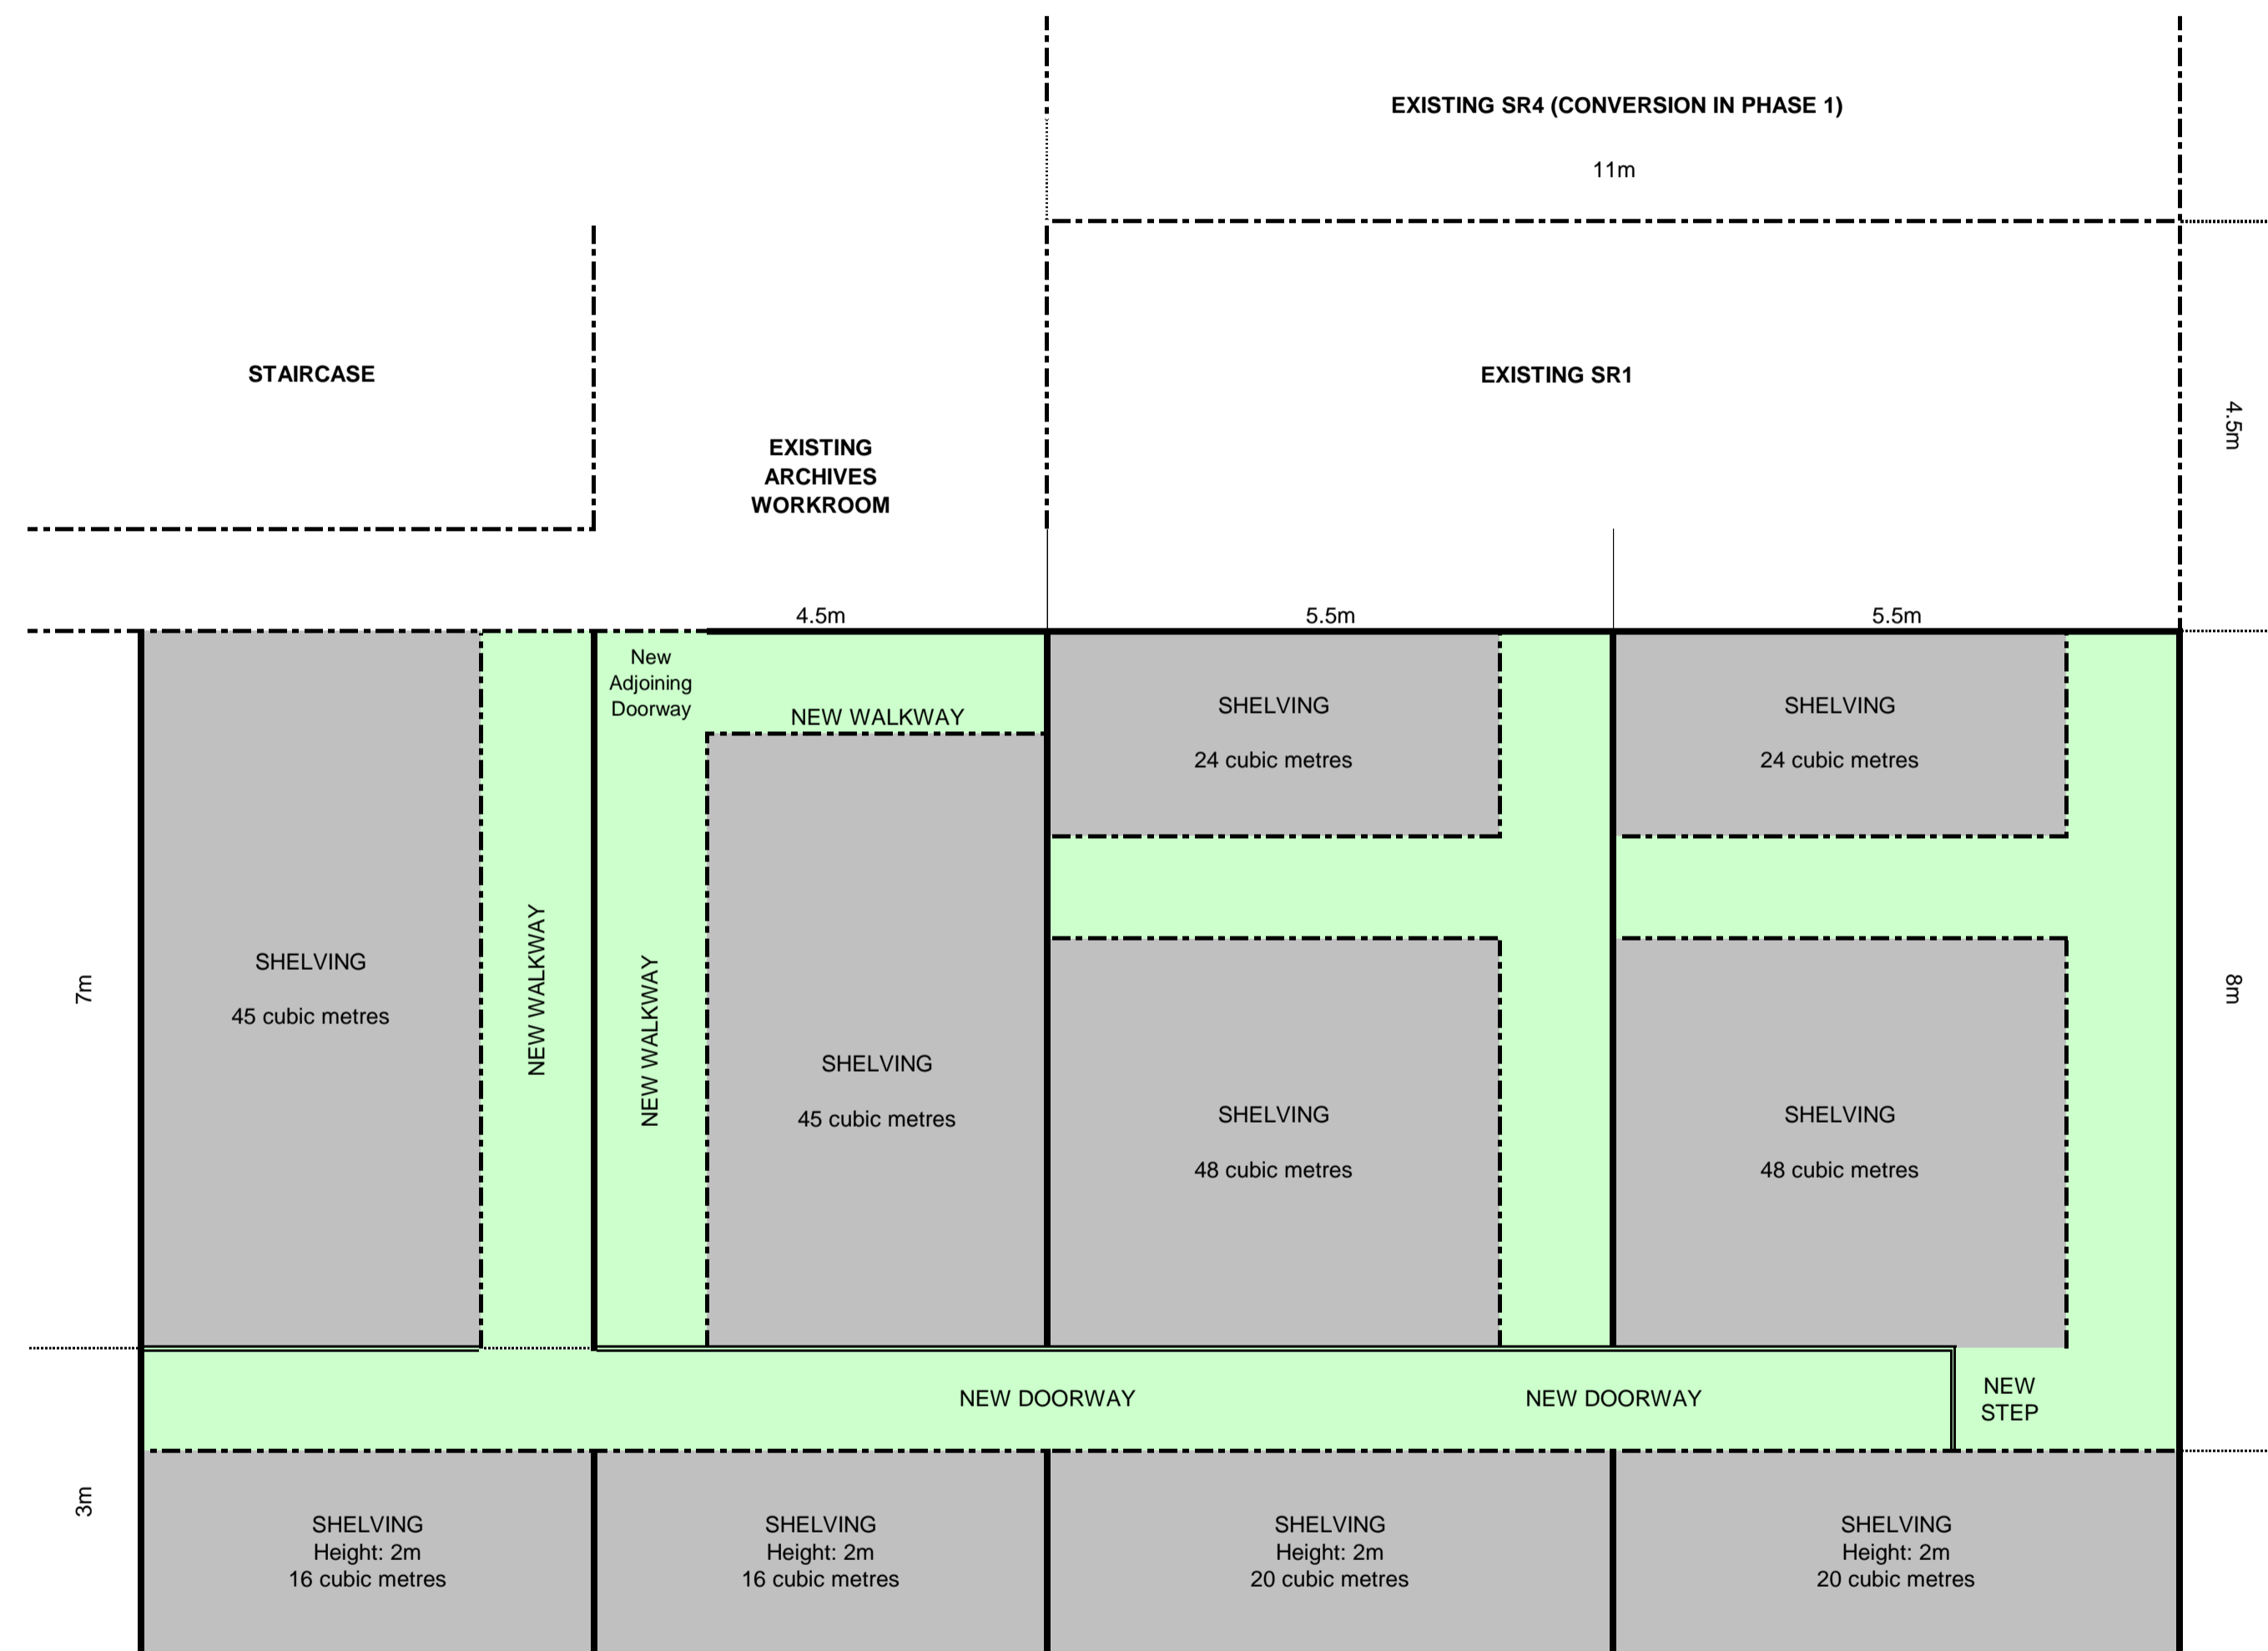 EXISTING SR4 (CONVERSION IN PHASE 1)
11m
STAIRCASE
EXISTING SR1
4.5m
EXISTING
ARCHIVES
WORKROOM
4.5m
5.5m
5.5m
New
Adjoining
Doorway
NEW WALKWAY
SHELVING
24 cubic metres
SHELVING
24 cubic metres
7m
SHELVING
45 cubic metres
NEW WALKWAY
NEW WALKWAY
SHELVING
45 cubic metres
SHELVING
48 cubic metres
SHELVING
48 cubic metres
8m
NEW DOORWAY
NEW DOORWAY
NEW
STEP
3m
SHELVING
Height: 2m
16 cubic metres
SHELVING
Height: 2m
16 cubic metres
SHELVING
Height: 2m
20 cubic metres
SHELVING
Height: 2m
20 cubic metres